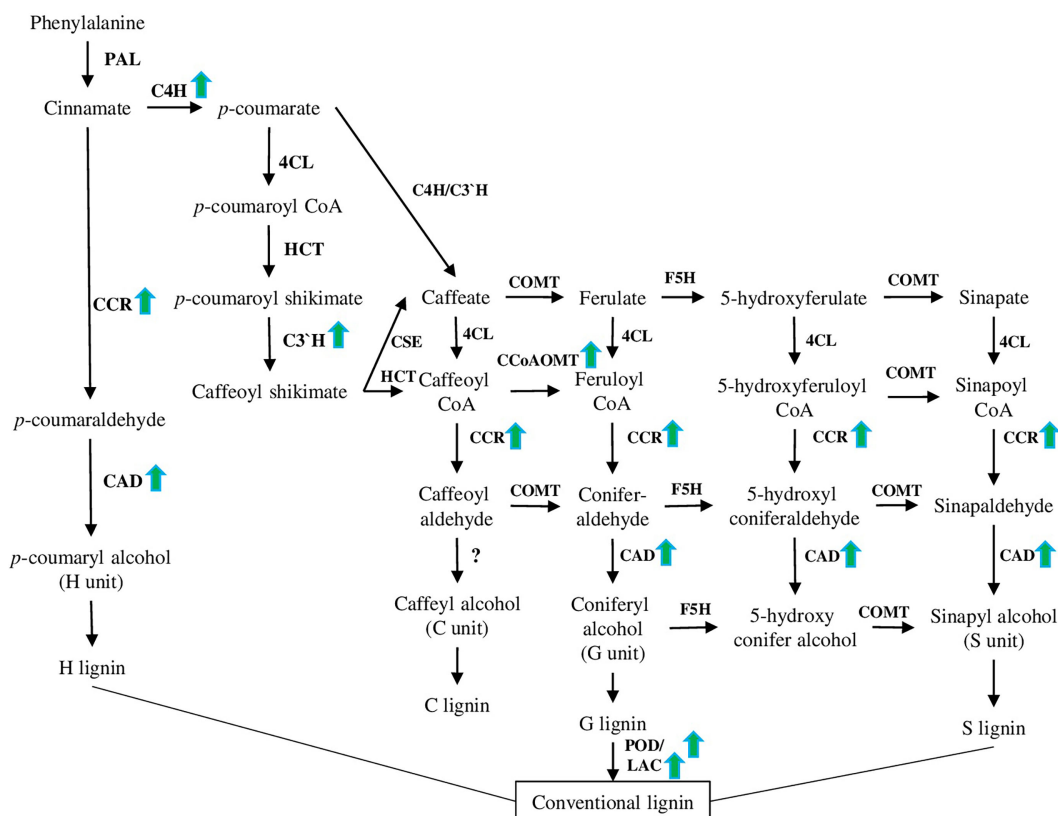 Phenylalanine
PAL
C4H
Cinnamate
p-coumarate
4CL
C4H/C3`H
p-coumaroyl CoA
HCT
CCR
p-coumaroyl shikimate
C3`H
Caffeoyl shikimate
CSE
HCT
Caffeate
COMT
Ferulate
F5H
5-hydroxyferulate
COMT
Sinapate
4CL
4CL
4CL
4CL
CCoAOMT
Caffeoyl
CoA
Feruloyl
CoA
5-hydroxyferuloyl
CoA
COMT
Sinapoyl
CoA
p-coumaraldehyde
CCR
CCR
CCR
CCR
CAD
Caffeoyl
aldehyde
COMT
Conifer-
aldehyde
F5H
5-hydroxyl
coniferaldehyde
COMT
Sinapaldehyde
p-coumaryl alcohol
(H unit)
?
CAD
CAD
CAD
Caffeyl alcohol
(C unit)
Coniferyl
alcohol
(G unit)
F5H
5-hydroxy
conifer alcohol
COMT
Sinapyl alcohol
(S unit)
H lignin
C lignin
G lignin
S lignin
POD/
LAC
Conventional lignin